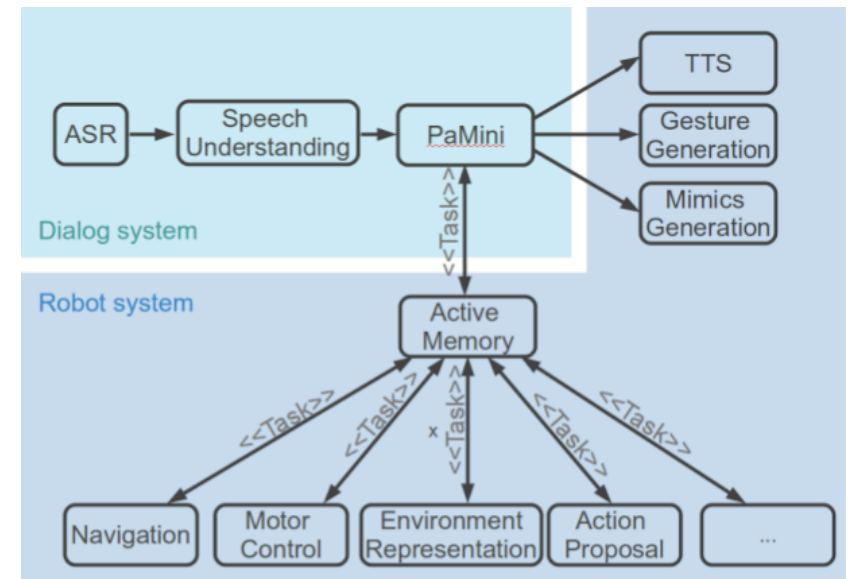 TTS
ASR
Speech
Understanding
PaMini
Gesture
Generation
Mimics
Generation
Dialog system
<<Task>>
Robot system
Active
Memory
<<Task>>
<<Task>>
x
<<Task>>
<<Task>>
<<Task>>
Navigation
Motor
Control
Environment
Representation
Action
Proposal
...